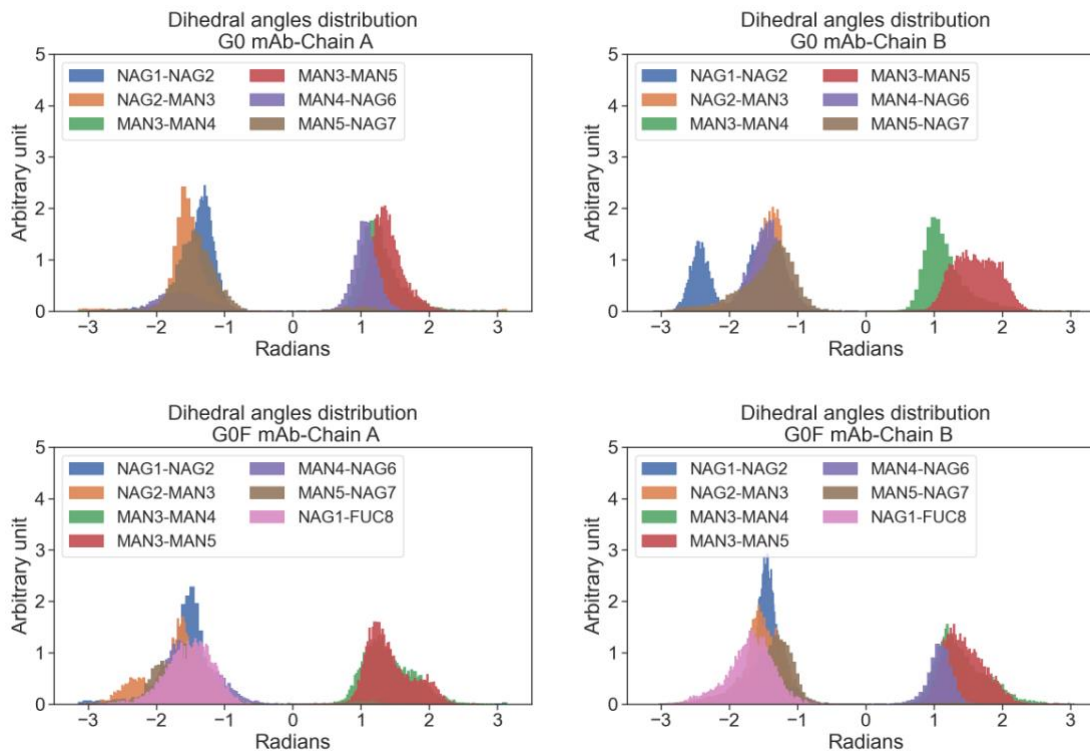 Dihedral angles distribution
G0 mAb-Chain A
5
4
3
2
1
0
Arbitrary unit
NAG1-NAG2
NAG2-MAN3
MAN3-MAN4
MAN3-MAN5
MAN4-NAG6
MAN5-NAG7
−3 −2 −1 0 1 2 3
Radians
Dihedral angles distribution
G0 mAb-Chain B
5
4
3
2
1
0
Arbitrary unit
NAG1-NAG2
NAG2-MAN3
MAN3-MAN4
MAN3-MAN5
MAN4-NAG6
MAN5-NAG7
−3 −2 −1 0 1 2 3
Radians
Dihedral angles distribution
G0F mAb-Chain A
5
4
3
2
1
0
Arbitrary unit
NAG1-NAG2
NAG2-MAN3
MAN3-MAN4
MAN3-MAN5
MAN4-NAG6
MAN5-NAG7
NAG1-FUC8
−3 −2 −1 0 1 2 3
Radians
Dihedral angles distribution
G0F mAb-Chain B
5
4
3
2
1
0
Arbitrary unit
NAG1-NAG2
NAG2-MAN3
MAN3-MAN4
MAN3-MAN5
MAN4-NAG6
MAN5-NAG7
NAG1-FUC8
−3 −2 −1 0 1 2 3
Radians